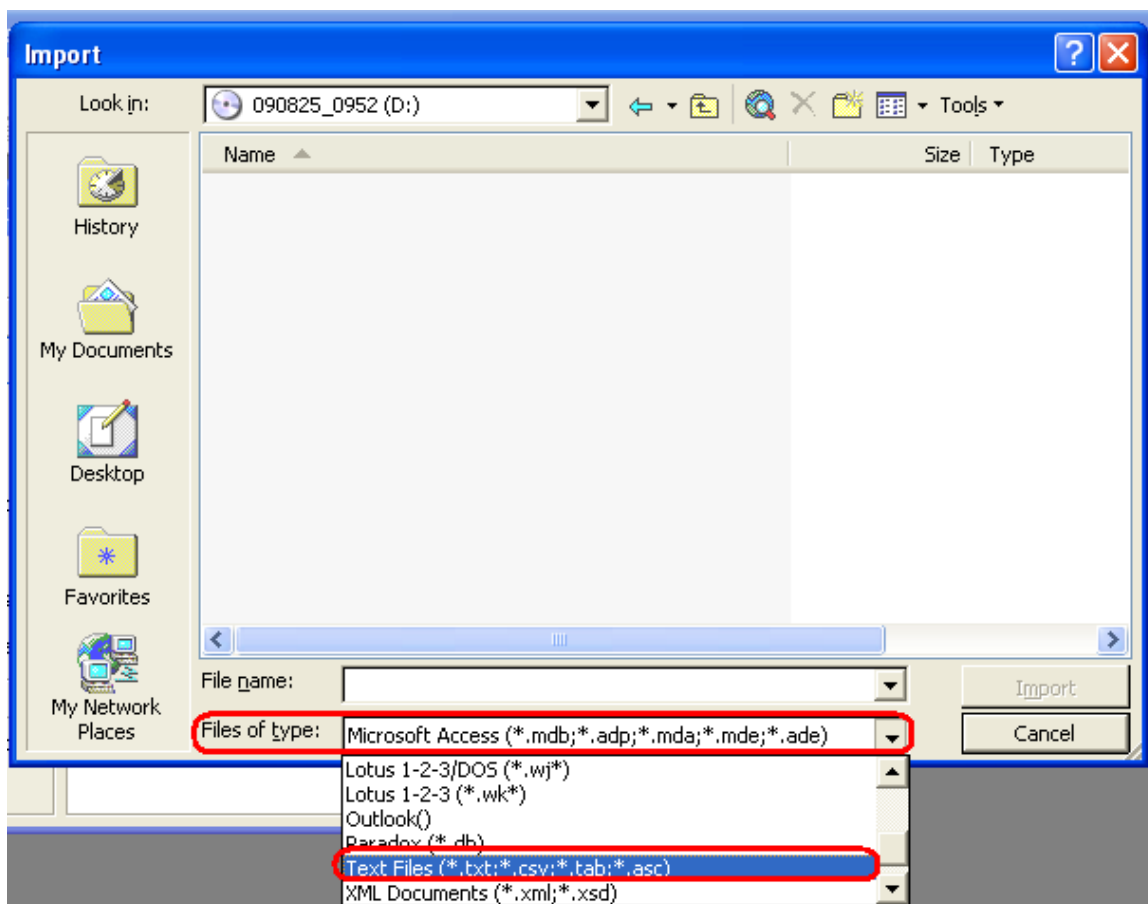 Import
Look in:
090825_0952 (D:)
Tools
Name
Size
Type
History
My Documents
Desktop
Favorites
My Network
Places
File name:
Import
Files of type:
Microsoft Access (*.mdb;*.adp;*.mda;*.mde;*.ade)
Cancel
Lotus 1-2-3/DOS (*.wj*)
Lotus 1-2-3 (*.wk*)
Outlook()
Paradox (*.db)
Text Files (*.txt;*.csv;*.tab;*.asc)
XML Documents (*.xml;*.xsd)